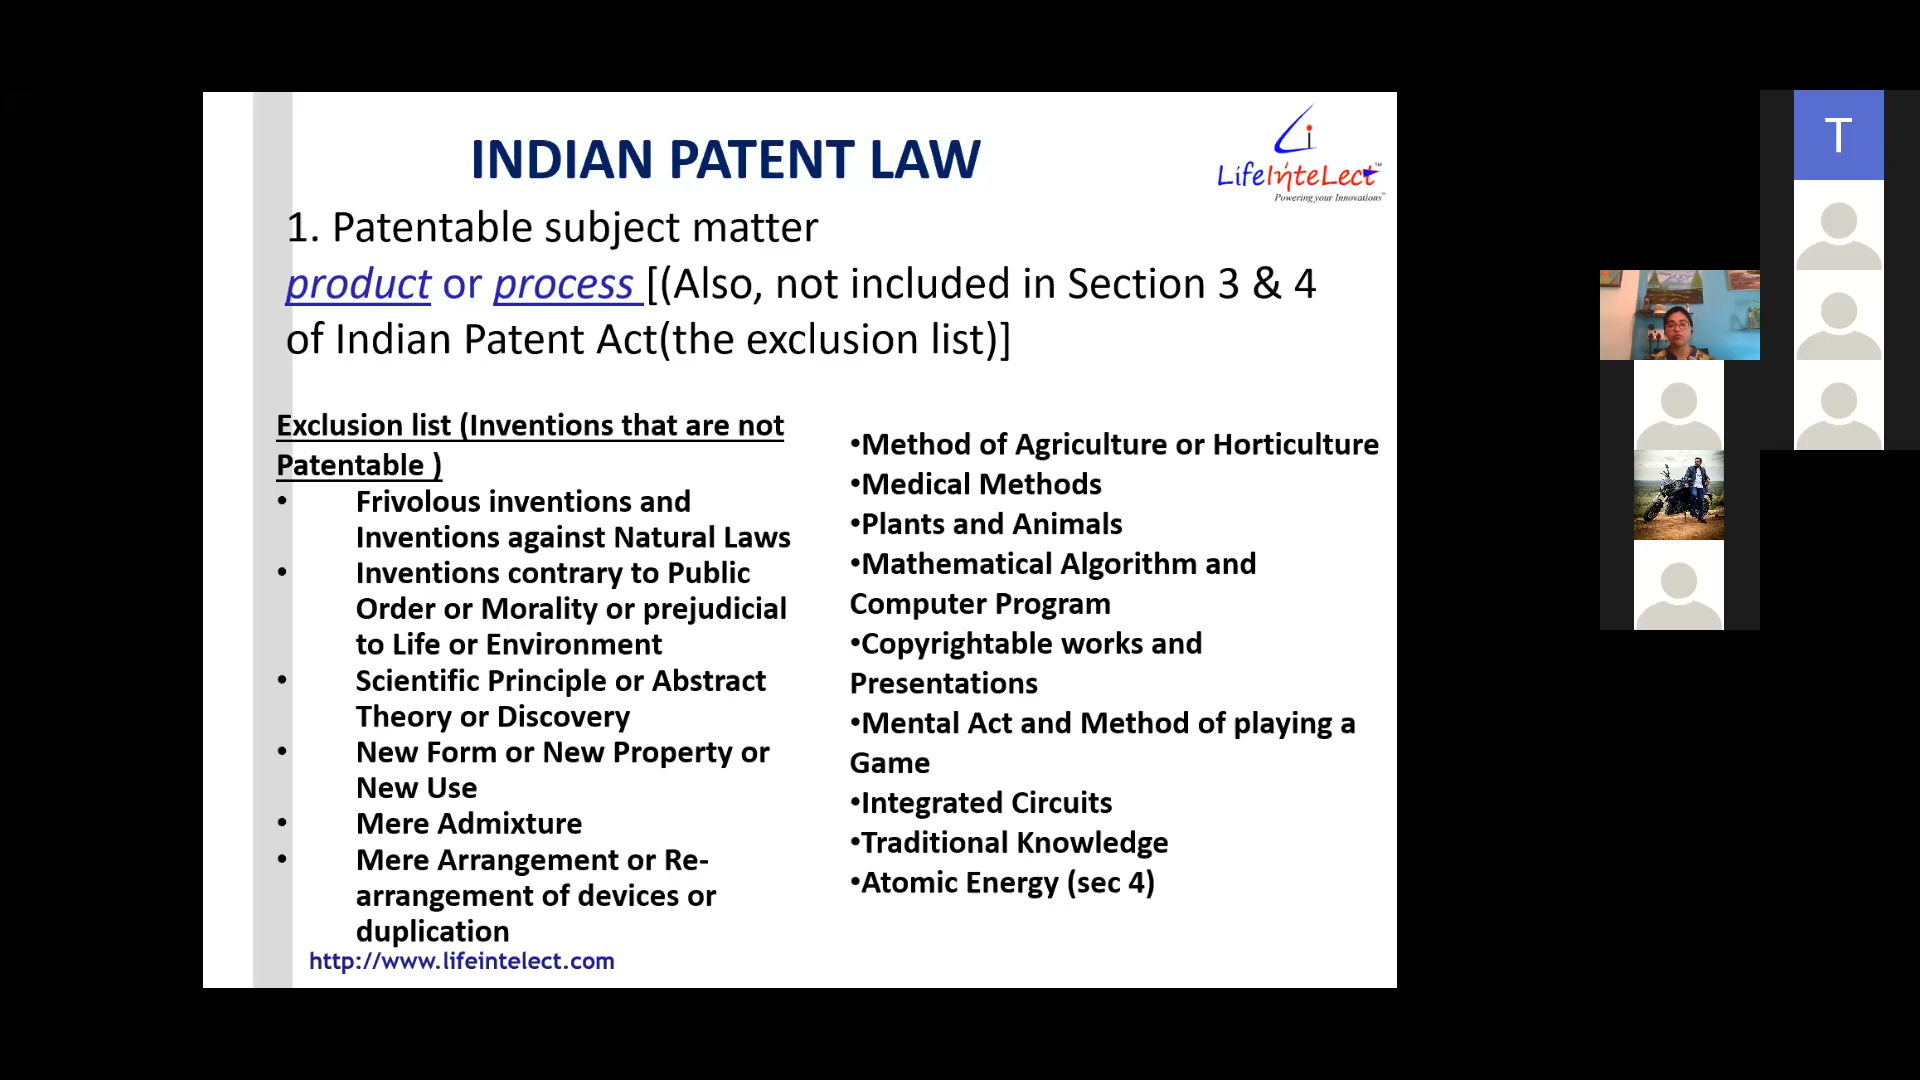 INDIAN PATENT LAW
LifeInteLect™
Powering your Innovations™
1. Patentable subject matter
product or process [(Also, not included in Section 3 & 4
of Indian Patent Act(the exclusion list)]
Exclusion list (Inventions that are not
Patentable )
• Frivolous inventions and
Inventions against Natural Laws
• Inventions contrary to Public
Order or Morality or prejudicial
to Life or Environment
• Scientific Principle or Abstract
Theory or Discovery
• New Form or New Property or
New Use
• Mere Admixture
• Mere Arrangement or Re-
arrangement of devices or
duplication
•Method of Agriculture or Horticulture
•Medical Methods
•Plants and Animals
•Mathematical Algorithm and
Computer Program
•Copyrightable works and
Presentations
•Mental Act and Method of playing a
Game
•Integrated Circuits
•Traditional Knowledge
•Atomic Energy (sec 4)
http://www.lifeintelect.com
T